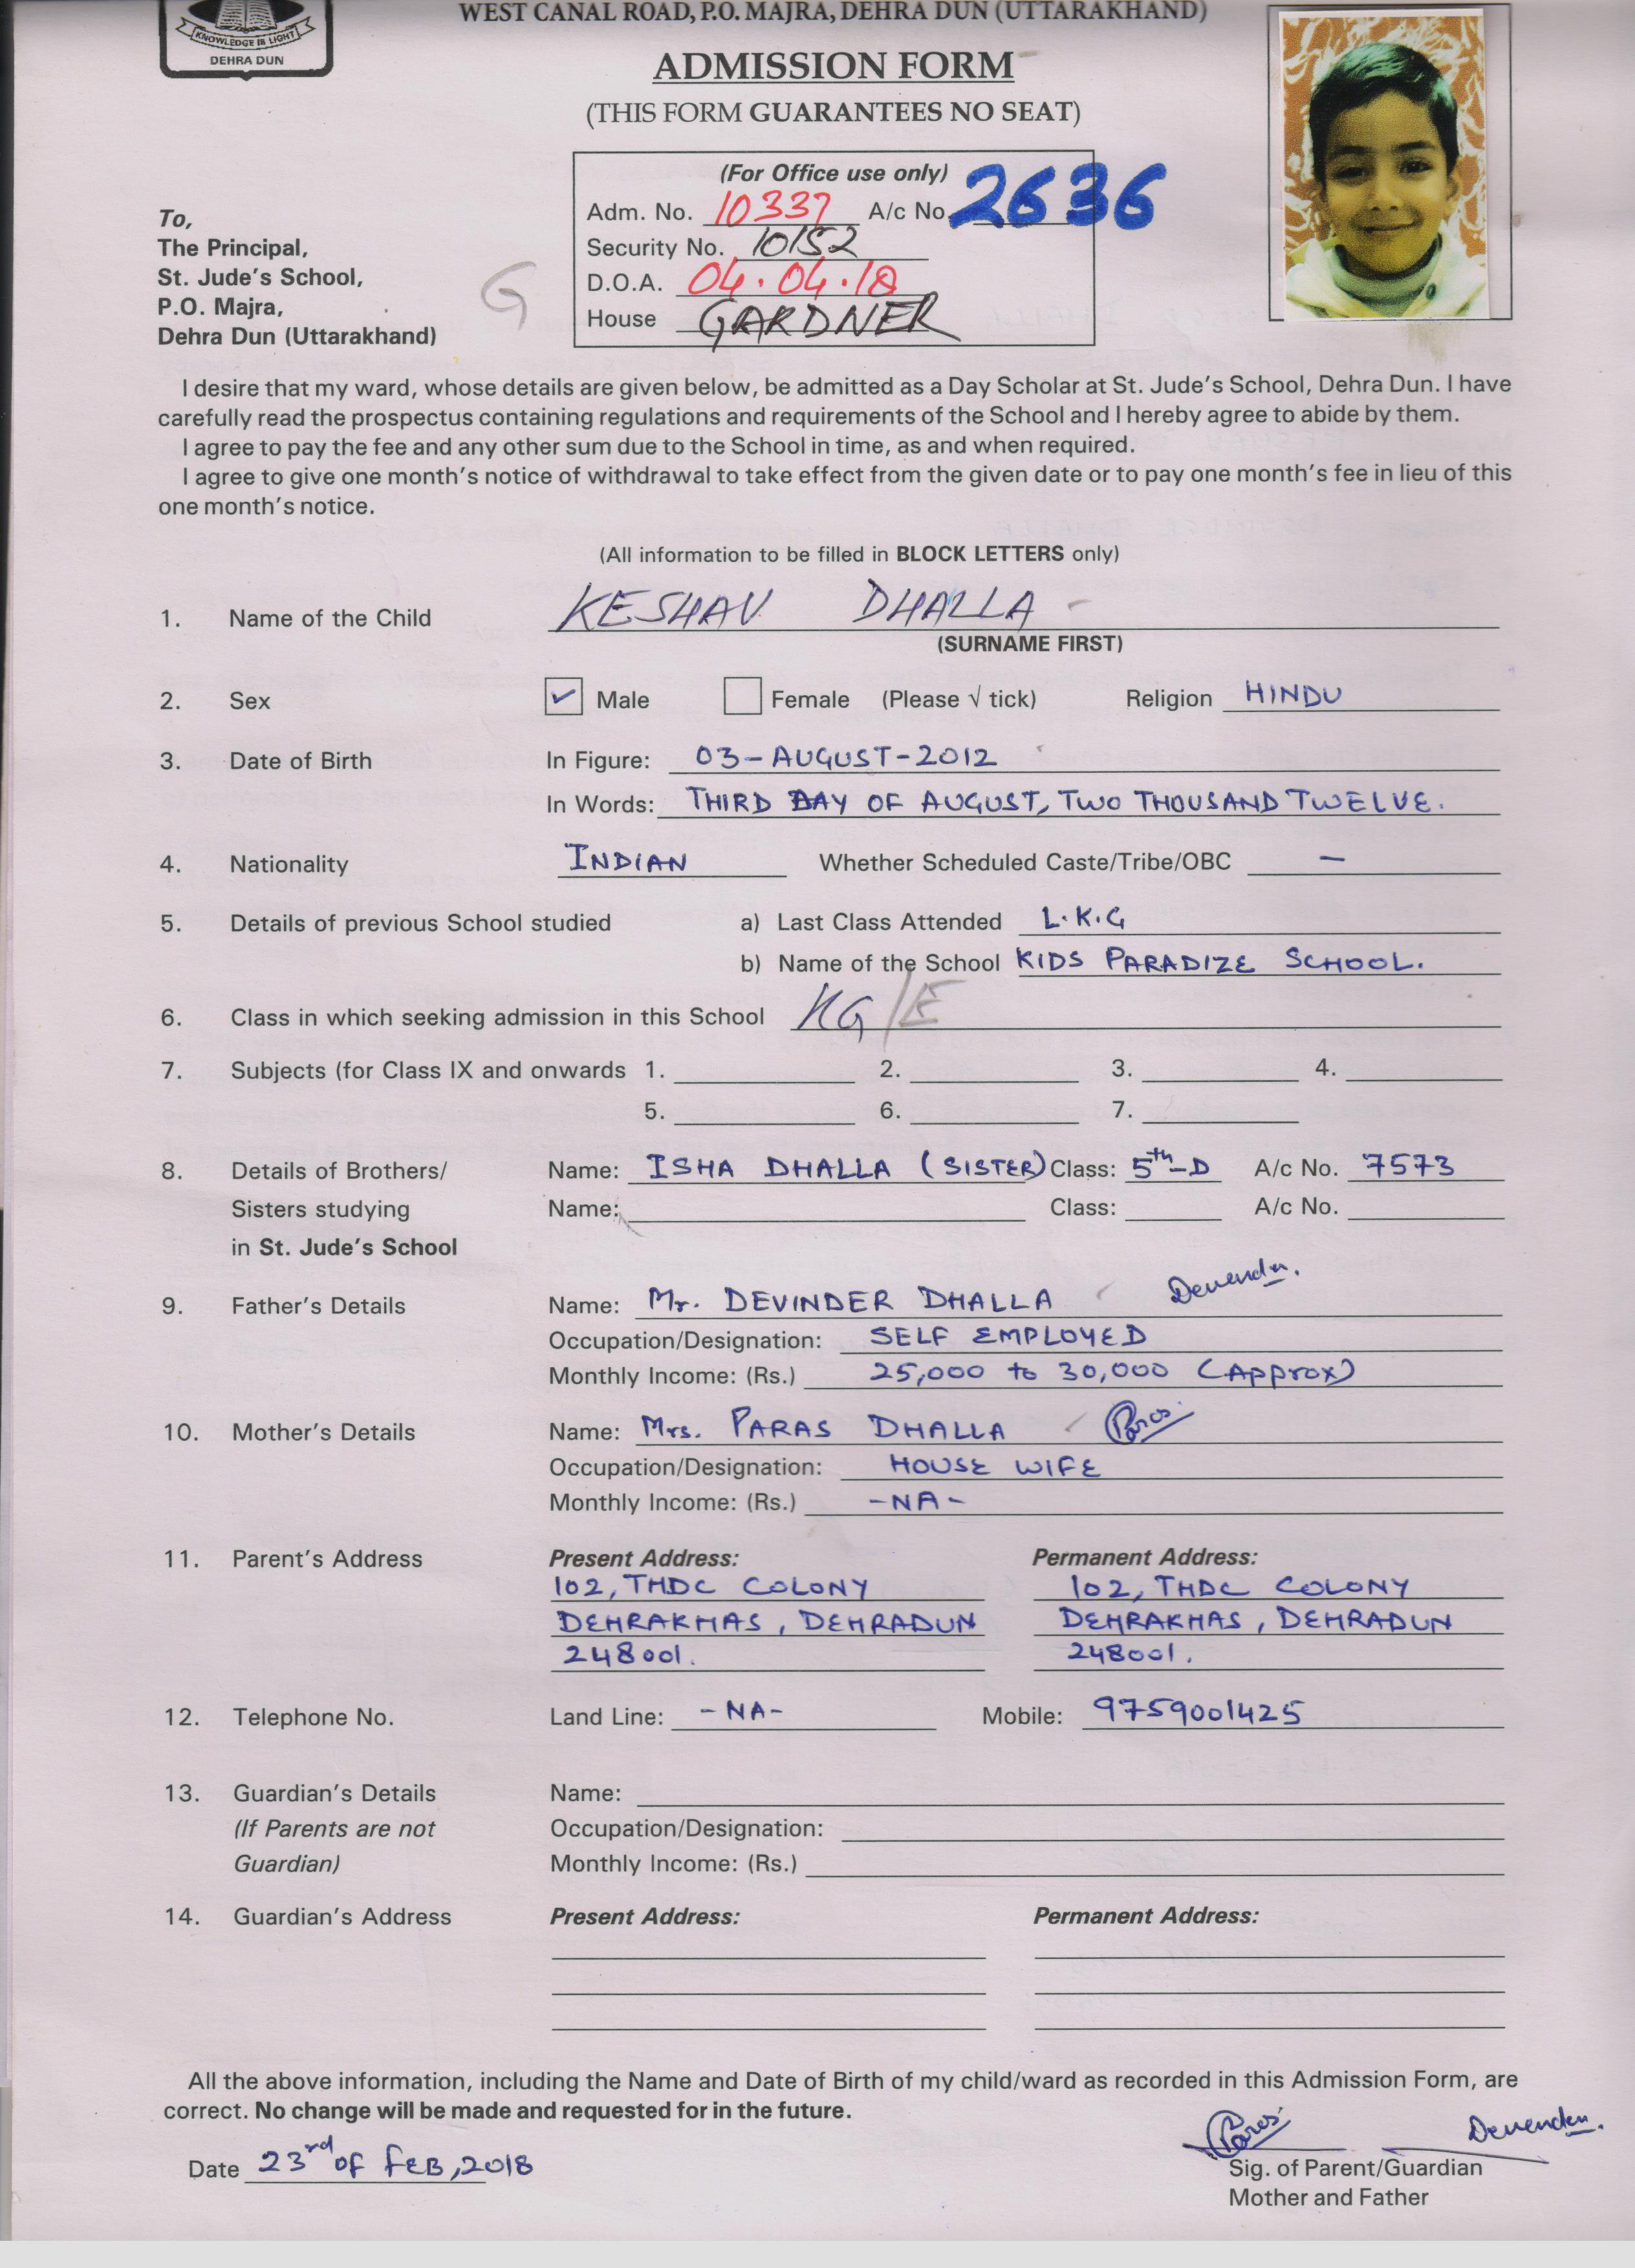 WEST CANAL ROAD, P.O. MAJRA, DEHRA DUN (UTTARAKHAND)
KNOWLEDGE IS LIGHT
DEHRA DUN
ADMISSION FORM
(THIS FORM GUARANTEES NO SEAT)
(For Office use only)
Adm. No. 10337 A/c No. 2636
Security No. 10152
D.O.A. 04.04.18
House GARDNER
To,
The Principal,
St. Jude's School,
P.O. Majra,
Dehra Dun (Uttarakhand)
G
I desire that my ward, whose details are given below, be admitted as a Day Scholar at St. Jude's School, Dehra Dun. I have
carefully read the prospectus containing regulations and requirements of the School and I hereby agree to abide by them.
I agree to pay the fee and any other sum due to the School in time, as and when required.
I agree to give one month's notice of withdrawal to take effect from the given date or to pay one month's fee in lieu of this
one month's notice.
(All information to be filled in BLOCK LETTERS only)
1. Name of the Child KESHAV DHALLA
(SURNAME FIRST)
2. Sex ✓ Male Female (Please √ tick) Religion HINDU
3. Date of Birth In Figure: 03-AUGUST-2012
In Words: THIRD DAY OF AUGUST, TWO THOUSAND TWELVE.
4. Nationality INDIAN Whether Scheduled Caste/Tribe/OBC —
5. Details of previous School studied a) Last Class Attended L.K.G
b) Name of the School KIDS PARADIZE SCHOOL.
6. Class in which seeking admission in this School KG/E
7. Subjects (for Class IX and onwards 1. 2. 3. 4.
5. 6. 7.
8. Details of Brothers/ Name: ISHA DHALLA (SISTER) Class: 5th-D A/c No. 7573
Sisters studying Name: Class: A/c No.
in St. Jude's School
9. Father's Details Name: Mr. DEVINDER DHALLA Devender.
Occupation/Designation: SELF EMPLOYED
Monthly Income: (Rs.) 25,000 to 30,000 (Approx)
10. Mother's Details Name: Mrs. PARAS DHALLA Paras
Occupation/Designation: HOUSE WIFE
Monthly Income: (Rs.) -NA-
11. Parent's Address Present Address: Permanent Address:
102, THDC COLONY 102, THDC COLONY
DEHRAKHAS, DEHRADUN DEHRAKHAS, DEHRADUN
248001. 248001.
12. Telephone No. Land Line: -NA- Mobile: 9759001425
13. Guardian's Details Name:
(If Parents are not Occupation/Designation:
Guardian) Monthly Income: (Rs.)
14. Guardian's Address Present Address: Permanent Address:
All the above information, including the Name and Date of Birth of my child/ward as recorded in this Admission Form, are
correct. No change will be made and requested for in the future.
Paras Devender.
Date 23rd of FEB, 2018 Sig. of Parent/Guardian
Mother and Father